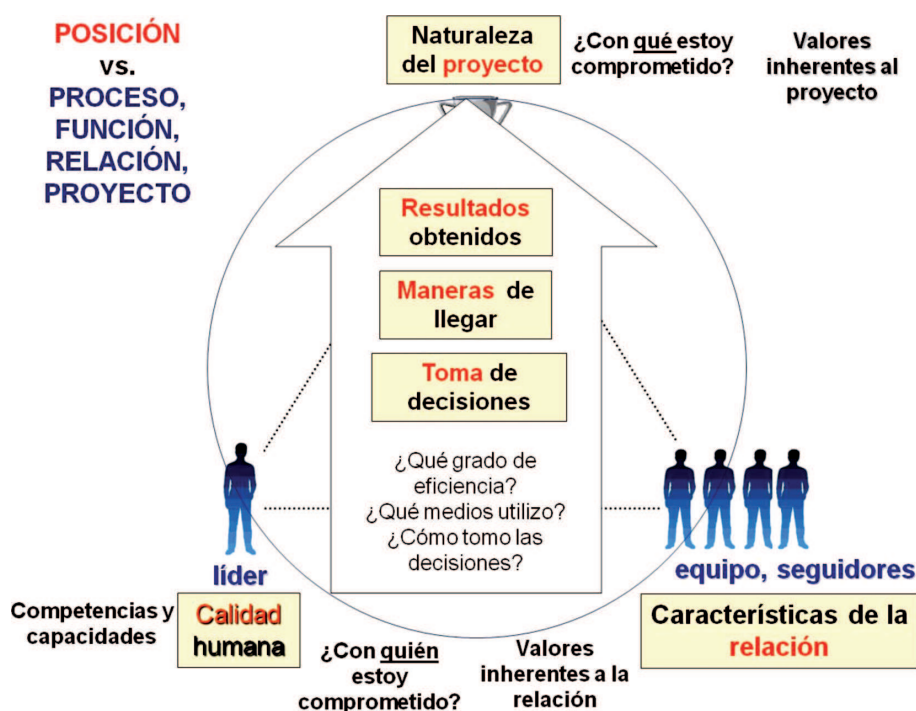 POSICIÓN
vs.
PROCESO,
FUNCIÓN,
RELACIÓN,
PROYECTO
Naturaleza
del proyecto
¿Con qué estoy
comprometido?
Valores
inherentes al
proyecto
Resultados
obtenidos
Maneras de
llegar
Toma de
decisiones
¿Qué grado de
eficiencia?
¿Qué medios utilizo?
¿Cómo tomo las
decisiones?
líder
equipo, seguidores
Competencias y
capacidades
Calidad
humana
¿Con quién
estoy
comprometido?
Valores
inherentes a la
relación
Características de la
relación